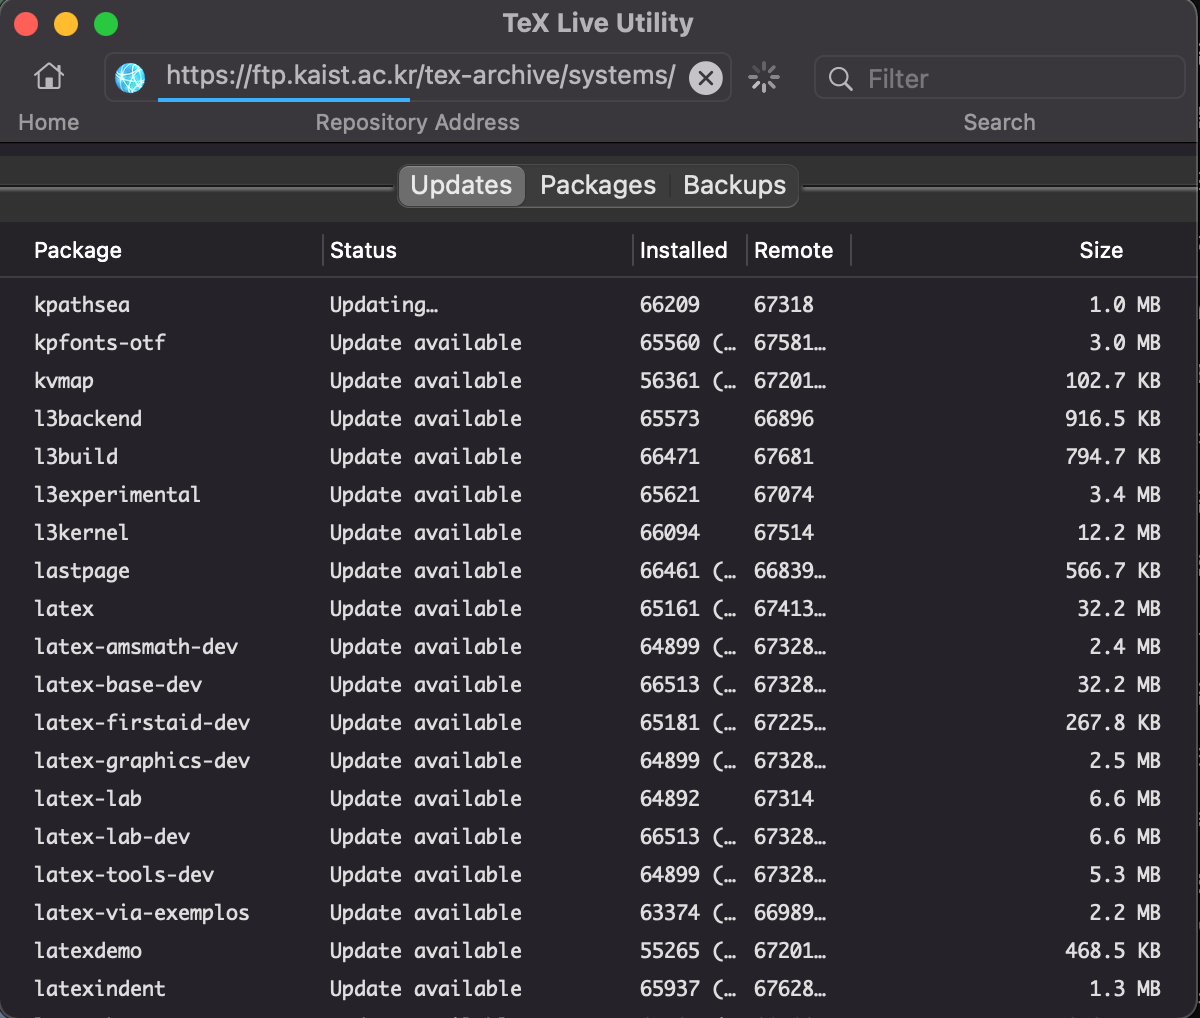 TeX Live Utility
https://ftp.kaist.ac.kr/tex-archive/systems/
Filter
Home Repository Address Search
Updates Packages Backups
Package Status Installed Remote Size
kpathsea Updating… 66209 67318 1.0 MB
kpfonts-otf Update available 65560 (… 67581… 3.0 MB
kvmap Update available 56361 (… 67201… 102.7 KB
l3backend Update available 65573 66896 916.5 KB
l3build Update available 66471 67681 794.7 KB
l3experimental Update available 65621 67074 3.4 MB
l3kernel Update available 66094 67514 12.2 MB
lastpage Update available 66461 (… 66839… 566.7 KB
latex Update available 65161 (… 67413… 32.2 MB
latex-amsmath-dev Update available 64899 (… 67328… 2.4 MB
latex-base-dev Update available 66513 (… 67328… 32.2 MB
latex-firstaid-dev Update available 65181 (… 67225… 267.8 KB
latex-graphics-dev Update available 64899 (… 67328… 2.5 MB
latex-lab Update available 64892 67314 6.6 MB
latex-lab-dev Update available 66513 (… 67328… 6.6 MB
latex-tools-dev Update available 64899 (… 67328… 5.3 MB
latex-via-exemplos Update available 63374 (… 66989… 2.2 MB
latexdemo Update available 55265 (… 67201… 468.5 KB
latexindent Update available 65937 (… 67628… 1.3 MB